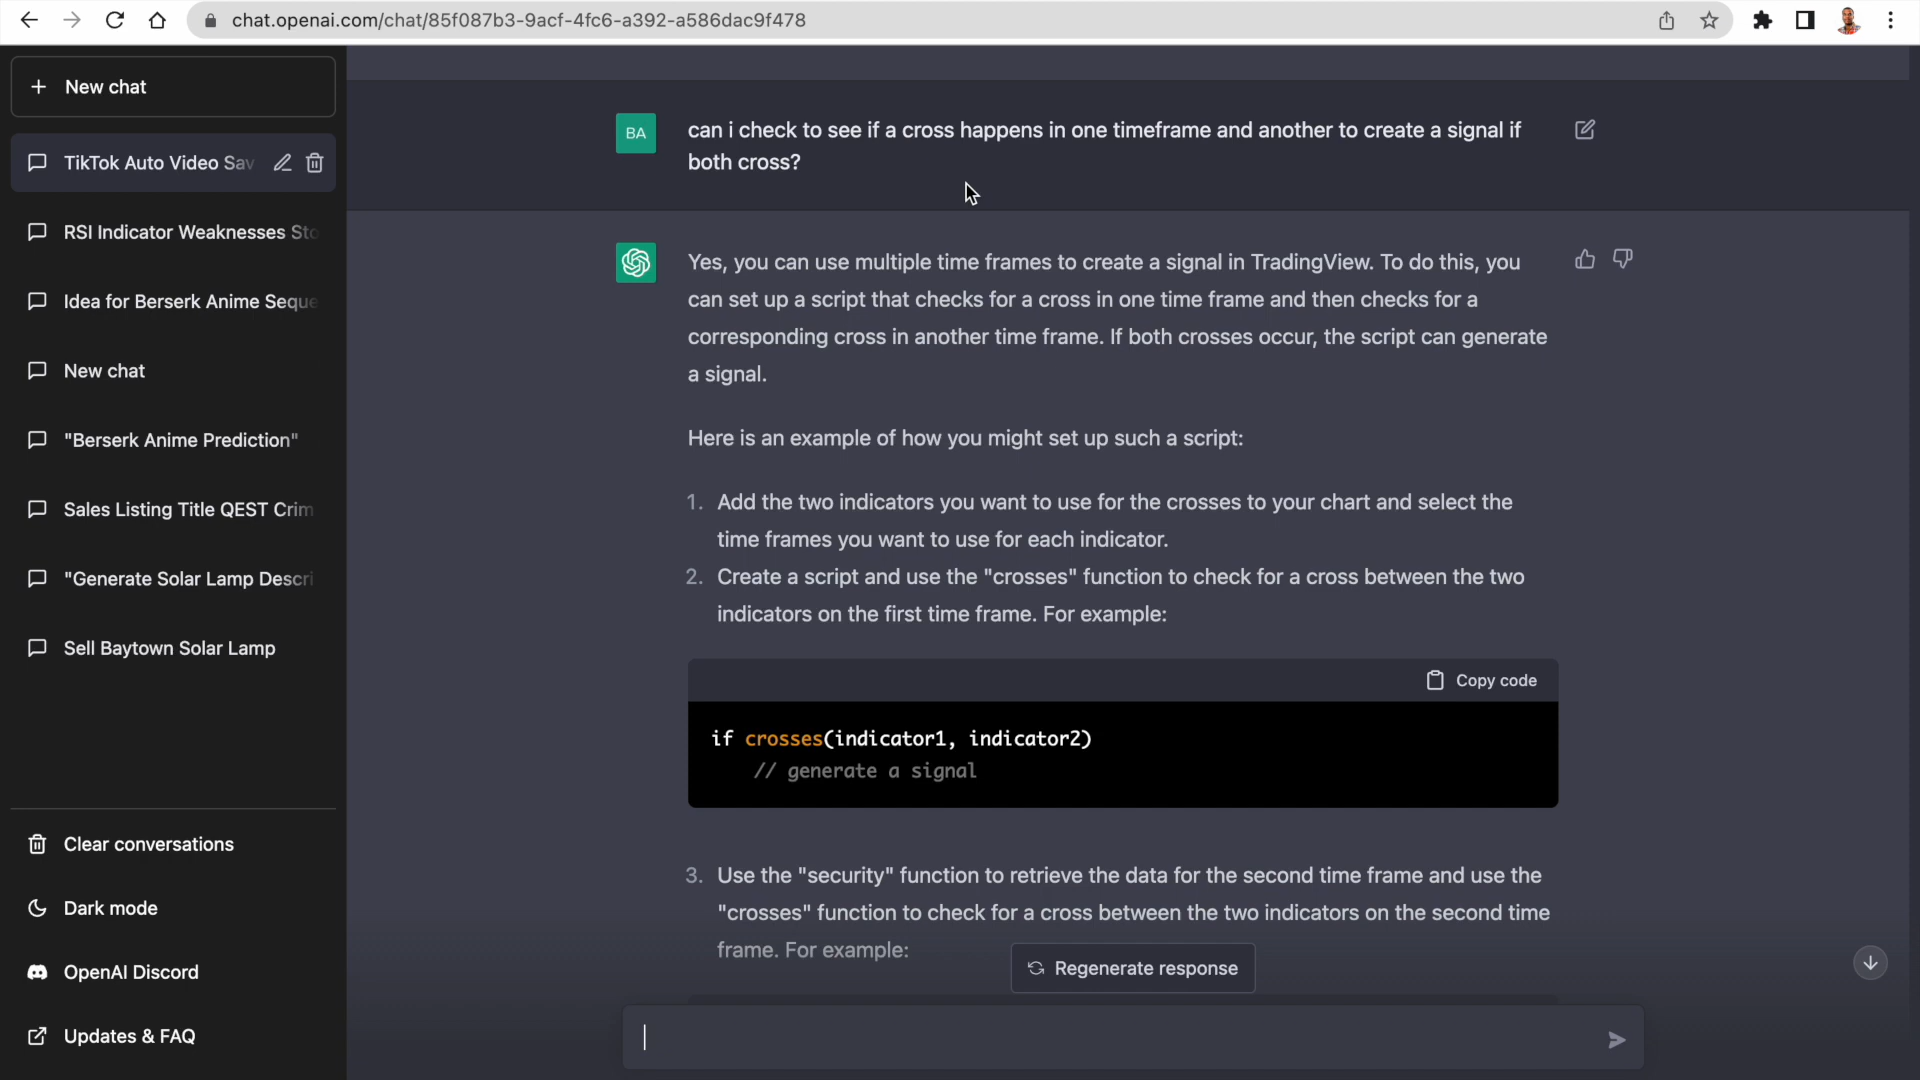 chat.openai.com/chat/85f087b3-9acf-4fc6-a392-a586dac9f478
New chat
TikTok Auto Video Sav
RSI Indicator Weaknesses Sto
Idea for Berserk Anime Seque
New chat
"Berserk Anime Prediction"
Sales Listing Title QEST Crim
"Generate Solar Lamp Descri
Sell Baytown Solar Lamp
Clear conversations
Dark mode
OpenAI Discord
Updates & FAQ
BA
can i check to see if a cross happens in one timeframe and another to create a signal if
both cross?
Yes, you can use multiple time frames to create a signal in TradingView. To do this, you
can set up a script that checks for a cross in one time frame and then checks for a
corresponding cross in another time frame. If both crosses occur, the script can generate
a signal.
Here is an example of how you might set up such a script:
1. Add the two indicators you want to use for the crosses to your chart and select the
time frames you want to use for each indicator.
2. Create a script and use the "crosses" function to check for a cross between the two
indicators on the first time frame. For example:
Copy code
if crosses(indicator1, indicator2)
// generate a signal
3. Use the "security" function to retrieve the data for the second time frame and use the
"crosses" function to check for a cross between the two indicators on the second time
frame. For example:
Regenerate response